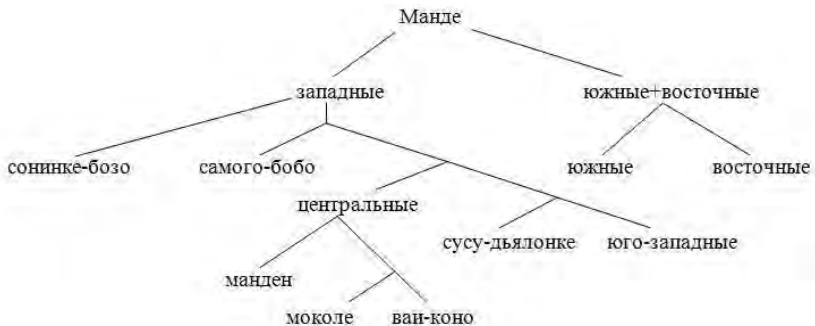 Манде
западные южные+восточные
сонинке-бозо самого-бобо южные восточные
центральные
сусу-дьялонке юго-западные
манден
моколе ваи-коно